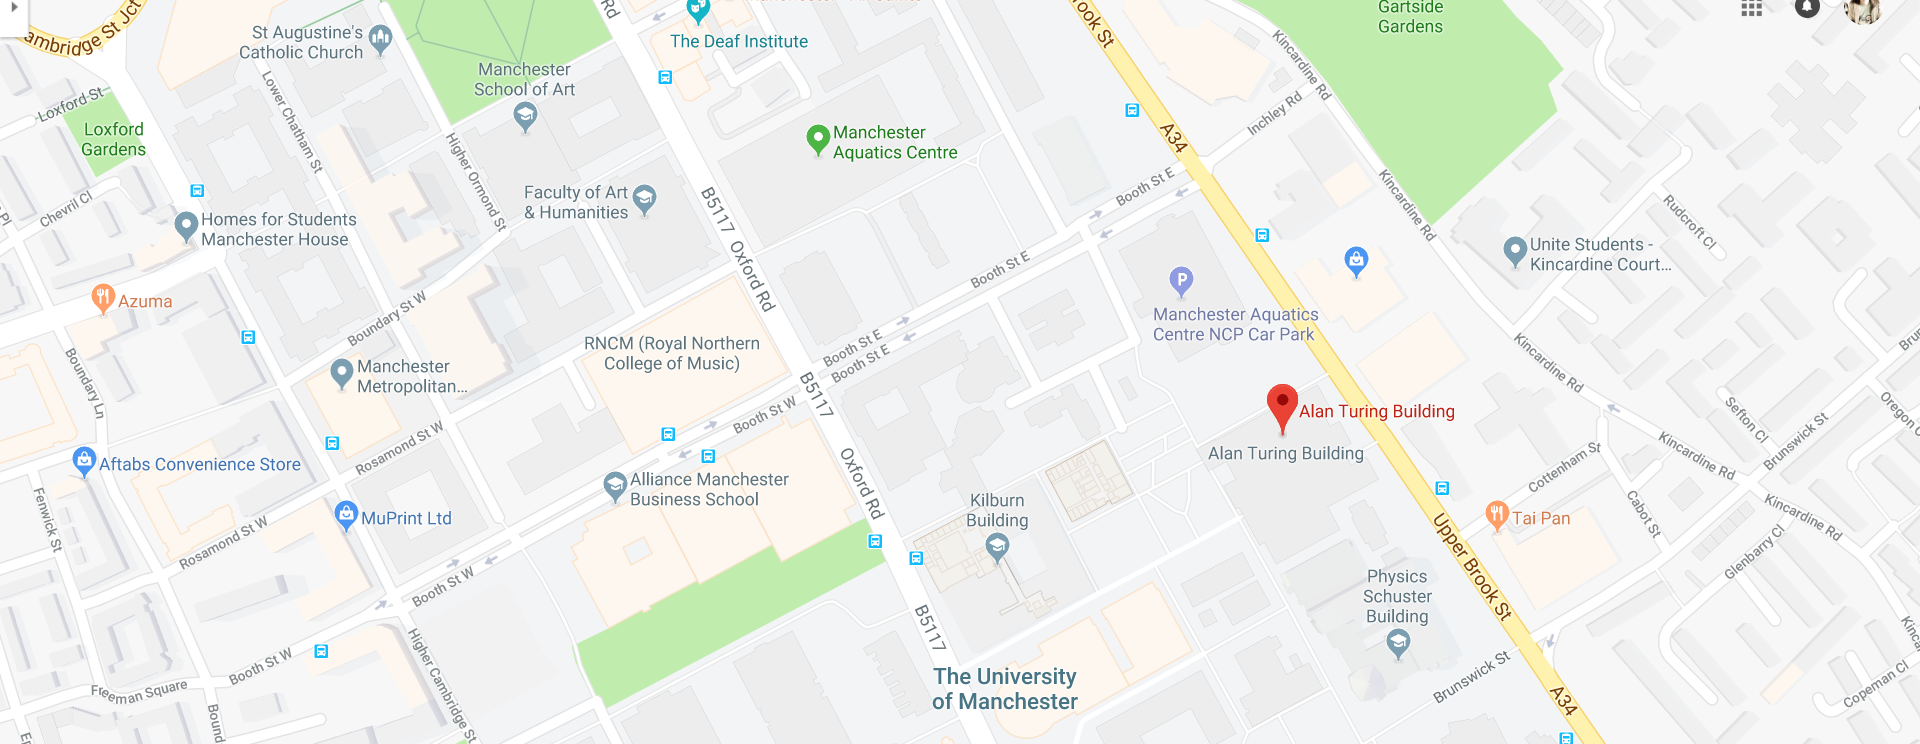 ambridge St Jct
Loxford St
Loxford
Gardens
Chevril Cl
St Augustine's
Catholic Church
Lower Chatham St
Manchester
School of Art
Higher Ormond St
Faculty of Art
& Humanities
Homes for Students
Manchester House
Azuma
Boundary St W
Boundary Ln
Manchester
Metropolitan...
Rosamond St W
Aftabs Convenience Store
MuPrint Ltd
Fenwick St
Rosamond St W
Booth St W
Booth St W
Freeman Square
Bound
Higher Cambridge St
Rd
The Deaf Institute
Manchester
Aquatics Centre
B5117
Oxford Rd
RNCM (Royal Northern
College of Music)
Booth St E
Booth St E
Booth St E
Booth St E
B5117
Booth St W
Alliance Manchester
Business School
Oxford Rd
Kilburn
Building
B5117
The University
of Manchester
Brook St
A34
Inchley Rd
Kincardine Rd
Gartside
Gardens
Kincardine Rd
Manchester Aquatics
Centre NCP Car Park
P
Alan Turing Building
Alan Turing Building
Unite Students -
Kincardine Court...
Rudcroft Cl
Kincardine Rd
Sefton Cl
Kincardine Rd
Brunswick St
Oregon C
Bru
Cottenham St
Cabot St
Kincardine Rd
Glenbarry Cl
Tai Pan
Upper Brook St
Physics
Schuster
Building
Brunswick St
A34
Kinc
Copeman Cl